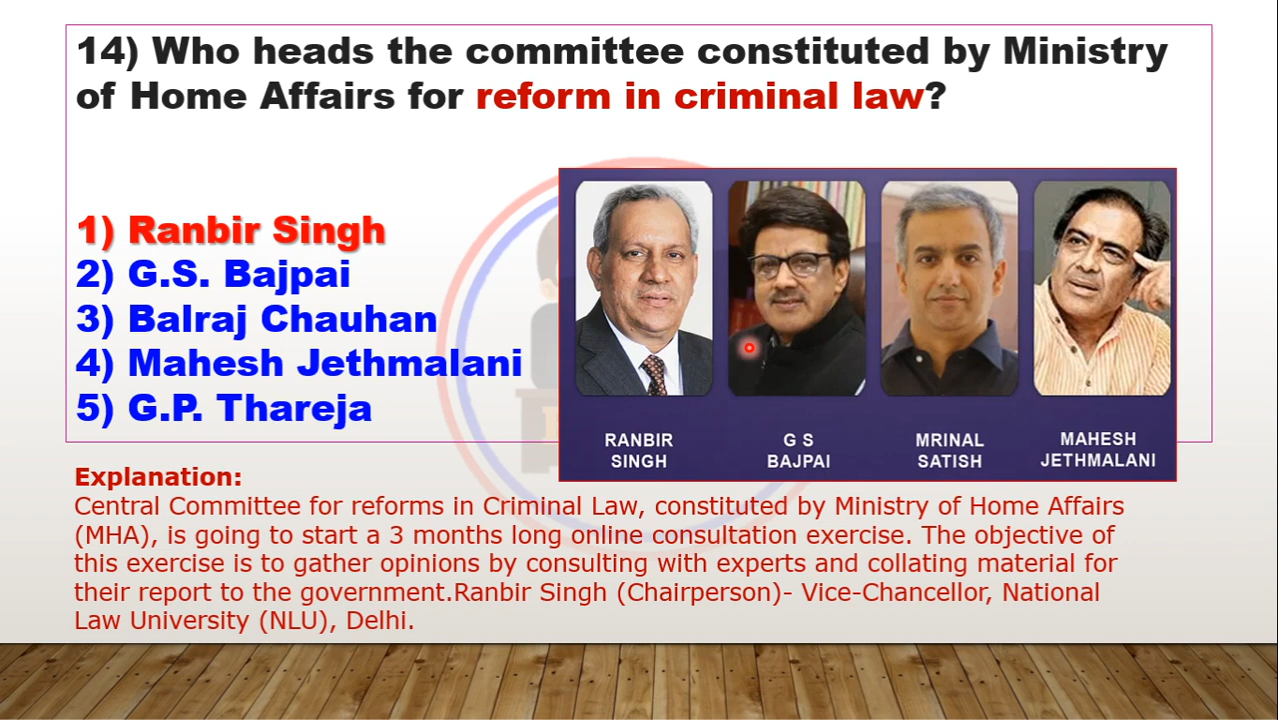 14) Who heads the committee constituted by Ministry
of Home Affairs for reform in criminal law?
1) Ranbir Singh
2) G.S. Bajpai
3) Balraj Chauhan
4) Mahesh Jethmalani
5) G.P. Thareja
RANBIR
SINGH
G S
BAJPAI
MRINAL
SATISH
MAHESH
JETHMALANI
Explanation:
Central Committee for reforms in Criminal Law, constituted by Ministry of Home Affairs
(MHA), is going to start a 3 months long online consultation exercise. The objective of
this exercise is to gather opinions by consulting with experts and collating material for
their report to the government.Ranbir Singh (Chairperson)- Vice-Chancellor, National
Law University (NLU), Delhi.